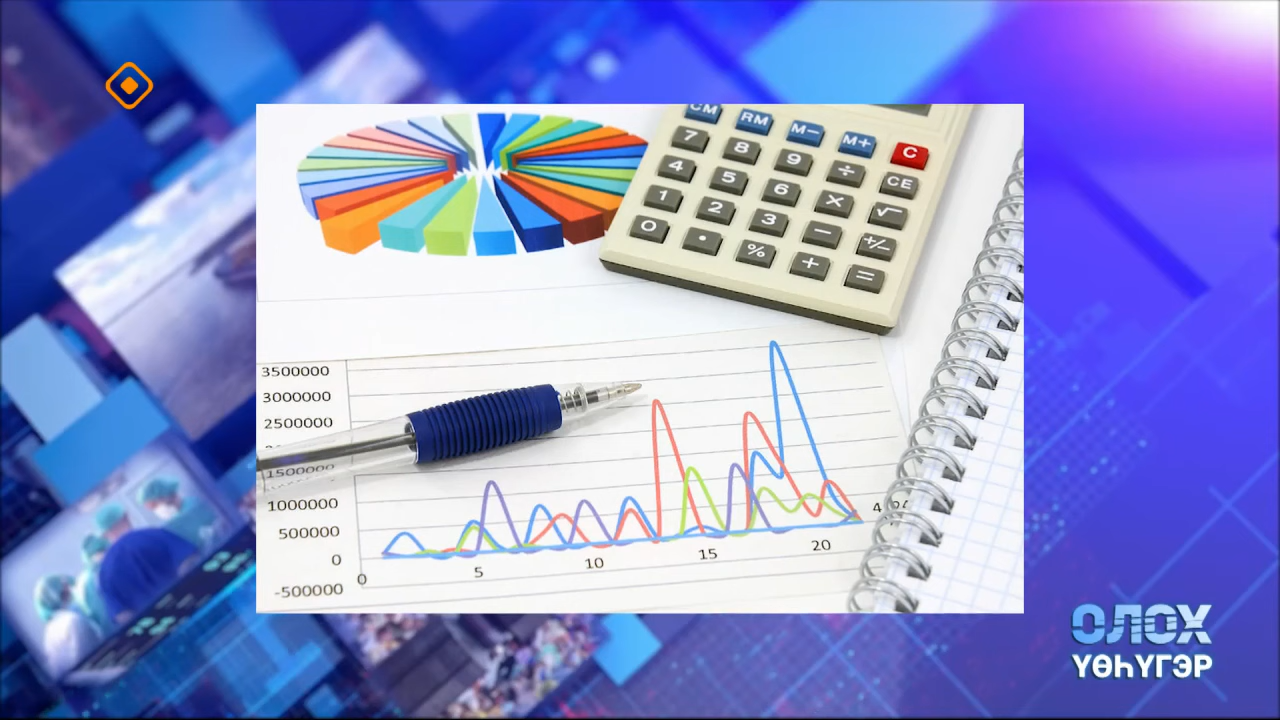 CM RM M− M+ C
7 8 9 ÷ CE
4 5 6 × √
1 2 3 − +/−
0 • % + =
3500000
3000000
2500000
1500000
1000000
500000
0
-500000
0 5 10 15 20
ОЛОХ
ҮӨҺҮГЭР